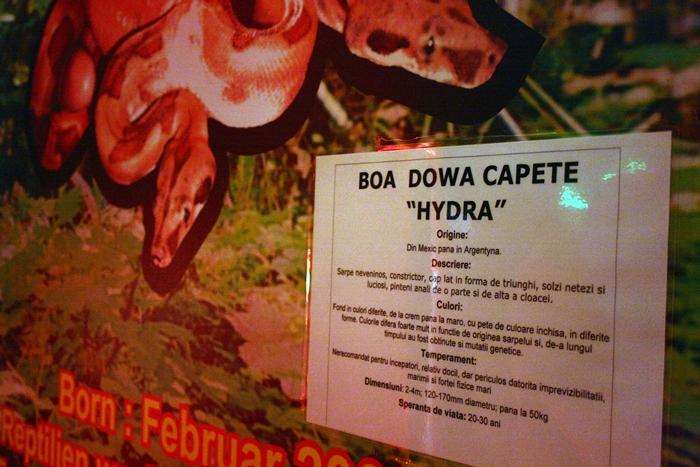 BOA DOWA CAPETE
“HYDRA”
Origine:
Din Mexic pana in Argentyna.
Descriere:
Sarpe neveninos, constrictor, cap lat in forma de triunghi, solzi netezi si
luciosi, pinteni anali de o parte si de alta a cloacei.
Culori:
Fond in culori diferite, de la crem pana la maro, cu pete de culoare inchisa, in diferite
forme. Culorile difera foarte mult in functie de originea sarpelui si, de-a lungul
timpului au fost obtinute si mutatii genetice.
Temperament:
Nerecomandat pentru incepatori, relativ docil, dar periculos datorita imprevizibilitatii,
marimii si fortei fizice mari
Dimensiuni: 2-4m; 120-170mm diametru; pana la 50kg
Speranta de viata: 20-30 ani
Born : Februar
Reptilien